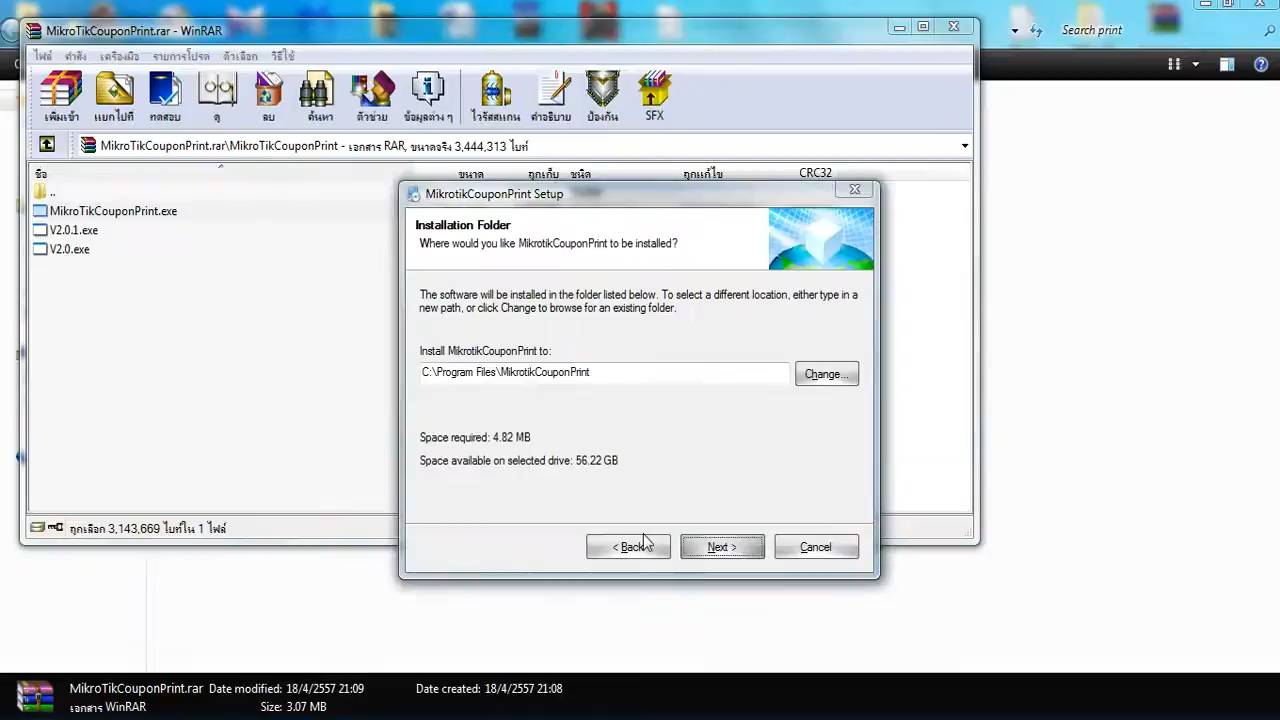 MikroTikCouponPrint.rar - WinRAR
Search print
ไฟล์ คำสั่ง เครื่องมือ รายการโปรด ตัวเลือก วิธีใช้
เพิ่มเข้า แยกไปที่ ทดสอบ ดู ลบ ค้นหา ตัวช่วย ข้อมูลต่าง ๆ ไวรัสแกน คำอธิบาย ป้องกัน SFX
MikroTikCouponPrint.rar\MikroTikCouponPrint - เอกสาร RAR, ขนาดจริง 3,444,313 ไบท์
ชื่อ ขนาด ถูกเก็บ ชนิด ถูกแก้ไข CRC32
..
MikroTikCouponPrint.exe
V2.0.1.exe
V2.0.exe
MikrotikCouponPrint Setup
Installation Folder
Where would you like MikrotikCouponPrint to be installed?
The software will be installed in the folder listed below. To select a different location, either type in a
new path, or click Change to browse for an existing folder.
Install MikrotikCouponPrint to:
C:\Program Files\MikrotikCouponPrint
Change...
Space required: 4.82 MB
Space available on selected drive: 56.22 GB
< Back
Next >
Cancel
ถูกเลือก 3,143,669 ไบท์ใน 1 ไฟล์
MikroTikCouponPrint.rar Date modified: 18/4/2557 21:09 Date created: 18/4/2557 21:08
เอกสาร WinRAR Size: 3.07 MB